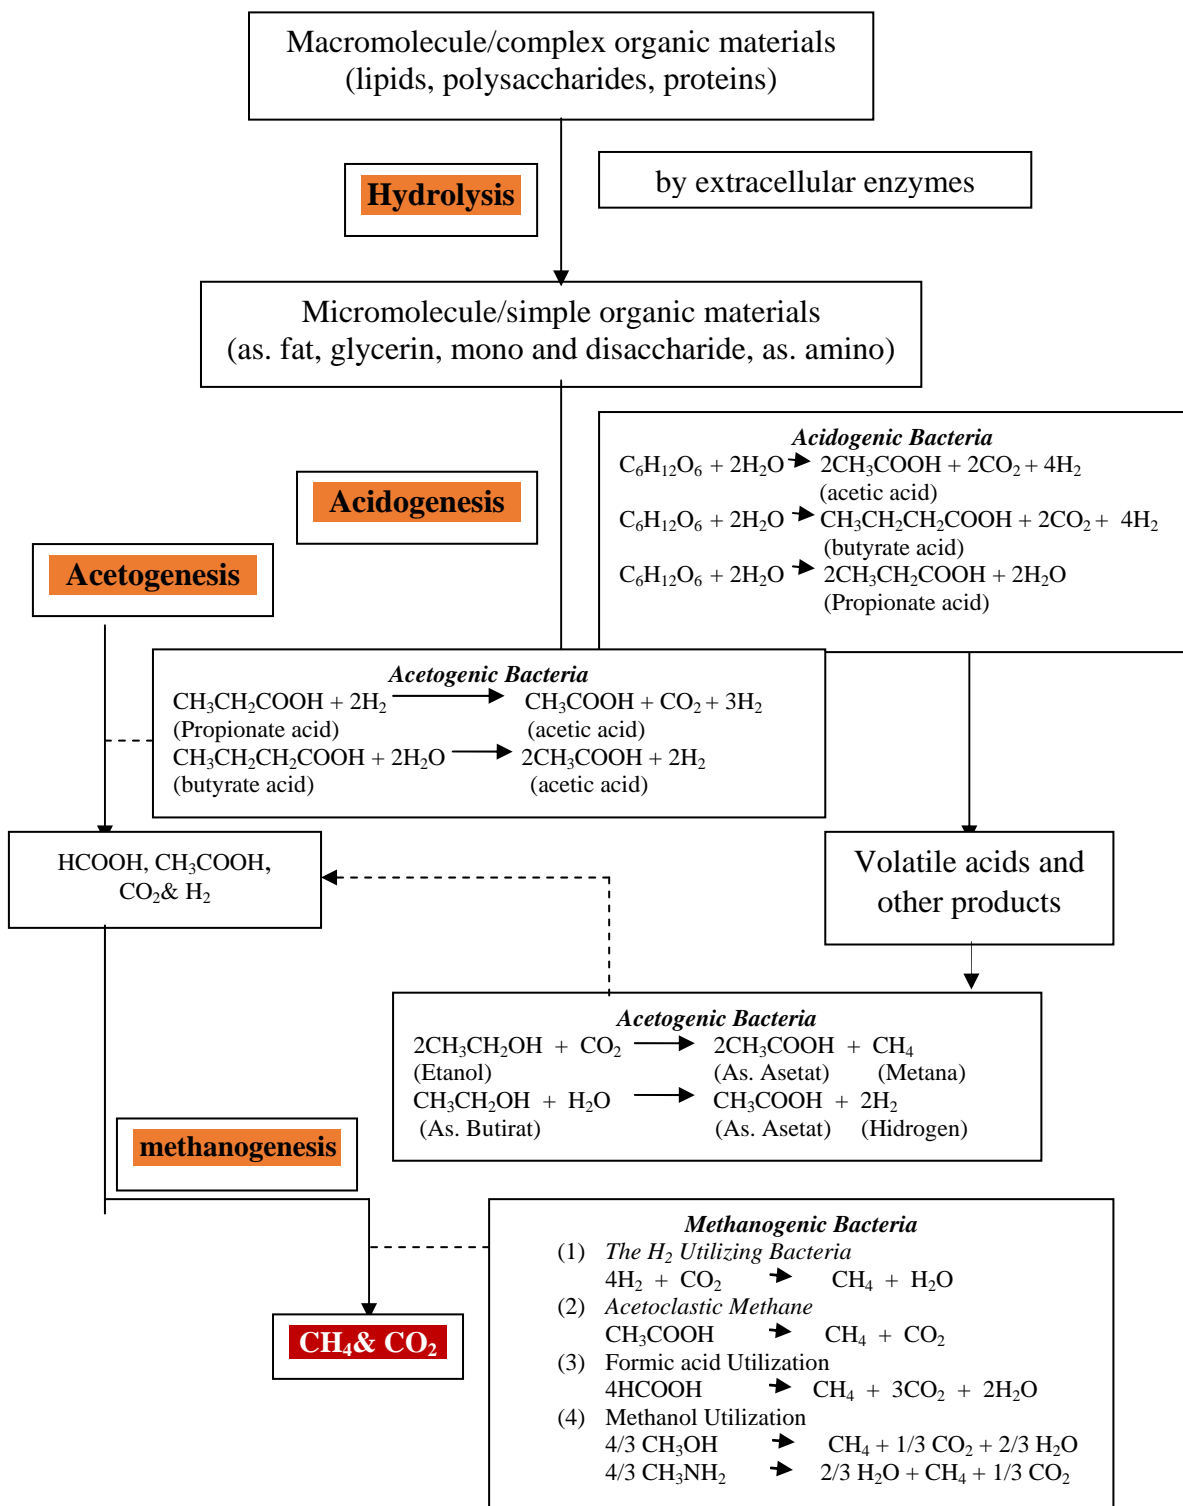 Macromolecule/complex organic materials
(lipids, polysaccharides, proteins)
Hydrolysis
by extracellular enzymes
Micromolecule/simple organic materials
(as. fat, glycerin, mono and disaccharide, as. amino)
Acidogenic Bacteria
C₆H₁₂O₆ + 2H₂O → 2CH₃COOH + 2CO₂ + 4H₂
(acetic acid)
C₆H₁₂O₆ + 2H₂O → CH₃CH₂CH₂COOH + 2CO₂ + 4H₂
(butyrate acid)
C₆H₁₂O₆ + 2H₂O → 2CH₃CH₂COOH + 2H₂O
(Propionate acid)
Acidogenesis
Acetogenesis
Acetogenic Bacteria
CH₃CH₂COOH + 2H₂ → CH₃COOH + CO₂ + 3H₂
(Propionate acid) (acetic acid)
CH₃CH₂CH₂COOH + 2H₂O → 2CH₃COOH + 2H₂
(butyrate acid) (acetic acid)
HCOOH, CH₃COOH,
CO₂& H₂
Volatile acids and
other products
Acetogenic Bacteria
2CH₃CH₂OH + CO₂ → 2CH₃COOH + CH₄
(Etanol) (As. Asetat) (Metana)
CH₃CH₂OH + H₂O → CH₃COOH + 2H₂
(As. Butirat) (As. Asetat) (Hidrogen)
methanogenesis
Methanogenic Bacteria
(1) The H₂ Utilizing Bacteria
4H₂ + CO₂ → CH₄ + H₂O
(2) Acetoclastic Methane
CH₃COOH → CH₄ + CO₂
(3) Formic acid Utilization
4HCOOH → CH₄ + 3CO₂ + 2H₂O
(4) Methanol Utilization
4/3 CH₃OH → CH₄ + 1/3 CO₂ + 2/3 H₂O
4/3 CH₃NH₂ → 2/3 H₂O + CH₄ + 1/3 CO₂
CH₄& CO₂